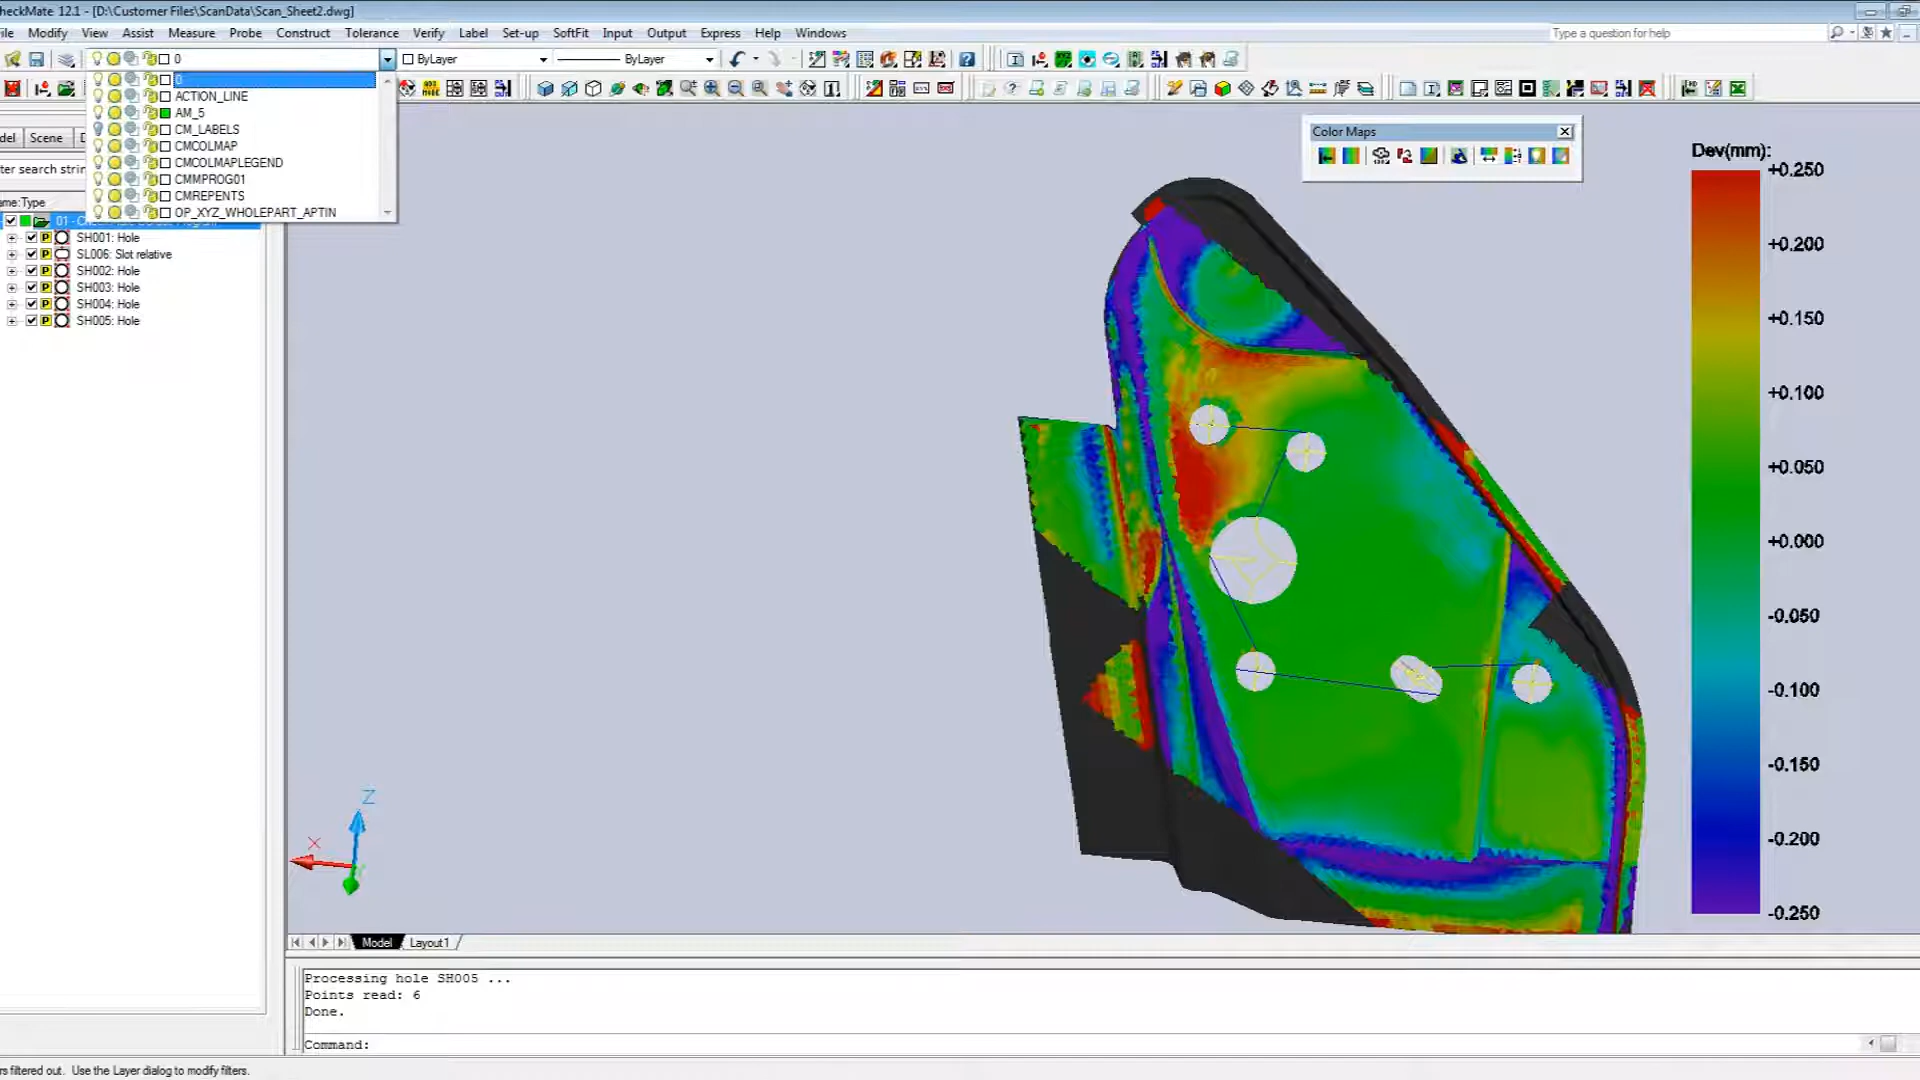 heckMate 12.1 - [D:\Customer Files\ScanData\Scan_Sheet2.dwg]
ile Modify View Assist Measure Probe Construct Tolerance Verify Label Set-up SoftFit Input Output Express Help Windows
Type a question for help
0
ByLayer
ByLayer
0
ACTION_LINE
AM_5
CM_LABELS
CMCOLMAP
CMCOLMAPLEGEND
CMMPROG01
CMREPENTS
OP_XYZ_WHOLEPART_APTIN
del Scene
ter search strin
ame:Type
SH001: Hole
SL006: Slot relative
SH002: Hole
SH003: Hole
SH004: Hole
SH005: Hole
Color Maps
Dev(mm):
+0.250
+0.200
+0.150
+0.100
+0.050
+0.000
-0.050
-0.100
-0.150
-0.200
-0.250
Z
X
Model Layout1
Processing hole SH005 ...
Points read: 6
Done.
Command:
rs filtered out. Use the Layer dialog to modify filters.